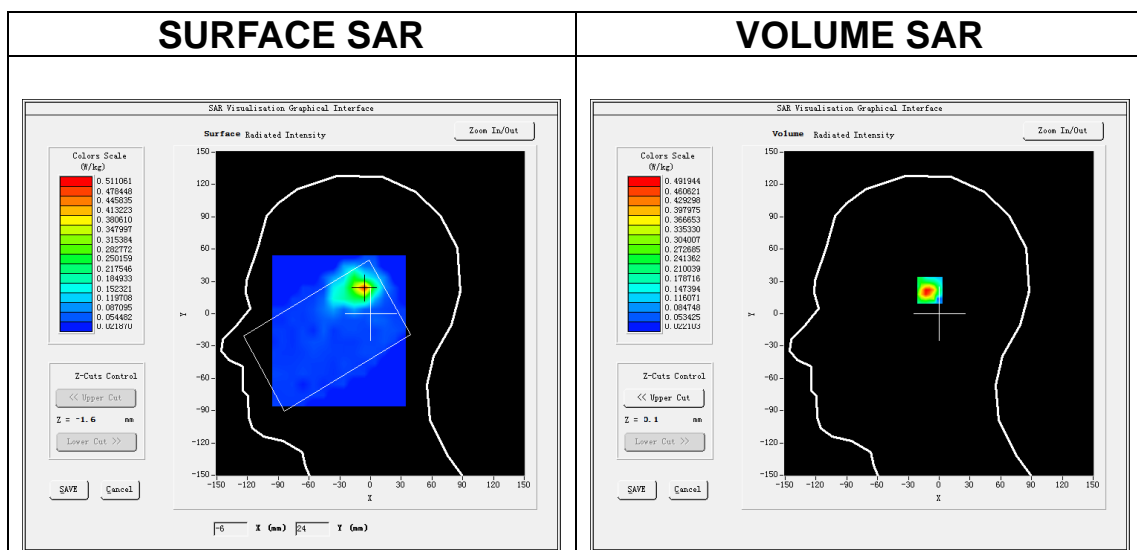 SURFACE SAR
VOLUME SAR
SAR Visualisation Graphical Interface
Surface Radiated Intensity
Zoom In/Out
Colors Scale
(W/kg)
0.511061
0.478448
0.445835
0.413223
0.380610
0.347997
0.315384
0.282772
0.250159
0.217546
0.184933
0.152321
0.119708
0.087095
0.054482
0.021870
150
120
90
60
30
0
-30
-60
-90
-120
-150
Y
-150 -120 -90 -60 -30 0 30 60 90 120 150
X
Z-Cuts Control
<< Upper Cut
Z = -1.6 mm
Lower Cut >>
SAVE Cancel
-6 X (mm) 24 Y (mm)
SAR Visualisation Graphical Interface
Volume Radiated Intensity
Zoom In/Out
Colors Scale
(W/kg)
0.491944
0.460621
0.429298
0.397975
0.366653
0.335330
0.304007
0.272685
0.241362
0.210039
0.178716
0.147394
0.116071
0.084748
0.053425
0.022103
150
120
90
60
30
0
-30
-60
-90
-120
-150
Y
-150 -120 -90 -60 -30 0 30 60 90 120 150
X
Z-Cuts Control
<< Upper Cut
Z = 0.1 mm
Lower Cut >>
SAVE Cancel